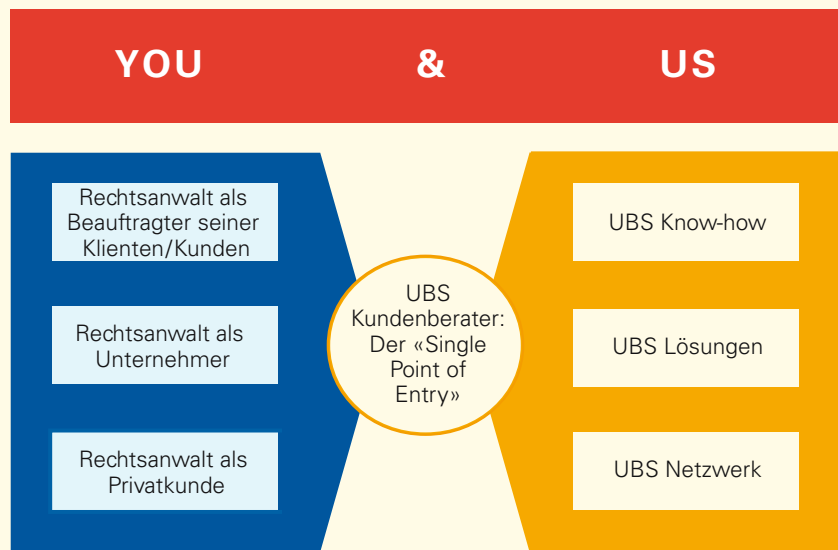 YOU & US
Rechtsanwalt als
Beauftragter seiner
Klienten/Kunden
Rechtsanwalt als
Unternehmer
Rechtsanwalt als
Privatkunde
UBS
Kundenberater:
Der «Single
Point of
Entry»
UBS Know-how
UBS Lösungen
UBS Netzwerk